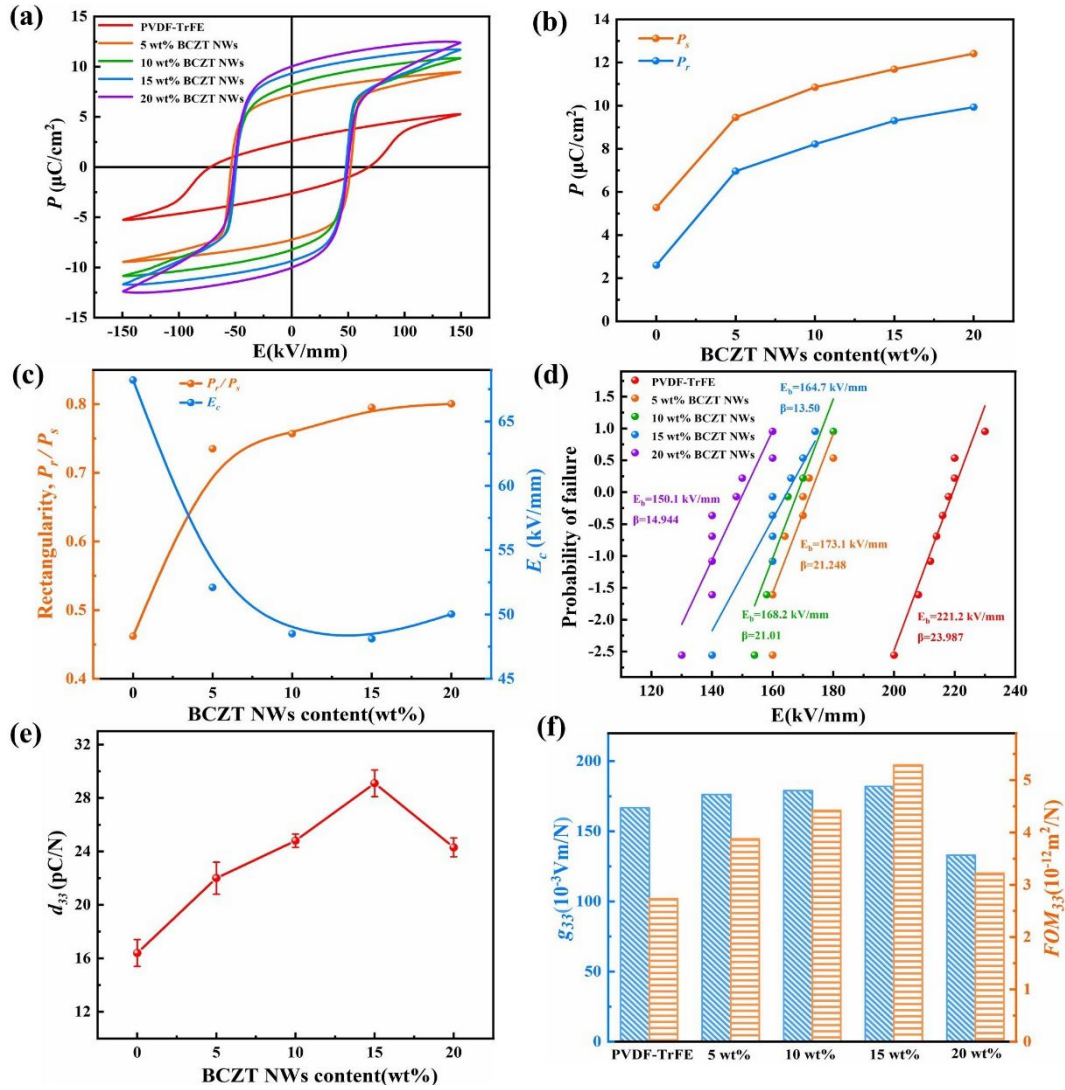 (a)
PVDF-TrFE
5 wt% BCZT NWs
10 wt% BCZT NWs
15 wt% BCZT NWs
20 wt% BCZT NWs
15
10
5
0
-5
-10
-15
P (μC/cm²)
-150 -100 -50 0 50 100 150
E(kV/mm)
(b)
Ps
Pr
14
12
10
8
6
4
2
0
P (μC/cm²)
0 5 10 15 20
BCZT NWs content(wt%)
(c)
Pr / Ps
Ec
0.8
0.7
0.6
0.5
0.4
Rectangularity, Pr / Ps
65
60
55
50
45
Ec (kV/mm)
0 5 10 15 20
BCZT NWs content(wt%)
(d)
PVDF-TrFE
5 wt% BCZT NWs
10 wt% BCZT NWs
15 wt% BCZT NWs
20 wt% BCZT NWs
Eb=164.7 kV/mm
β=13.50
Eb=150.1 kV/mm
β=14.944
Eb=173.1 kV/mm
β=21.248
Eb=168.2 kV/mm
β=21.01
Eb=221.2 kV/mm
β=23.987
1.5
1.0
0.5
0.0
-0.5
-1.0
-1.5
-2.0
-2.5
Probability of failure
120 140 160 180 200 220 240
E(kV/mm)
(e)
32
28
24
20
16
12
d33 (pC/N)
0 5 10 15 20
BCZT NWs content(wt%)
(f)
200
150
100
50
0
g33(10⁻³Vm/N)
5
4
3
2
1
0
FOM33(10⁻¹²m²/N)
PVDF-TrFE 5 wt% 10 wt% 15 wt% 20 wt%